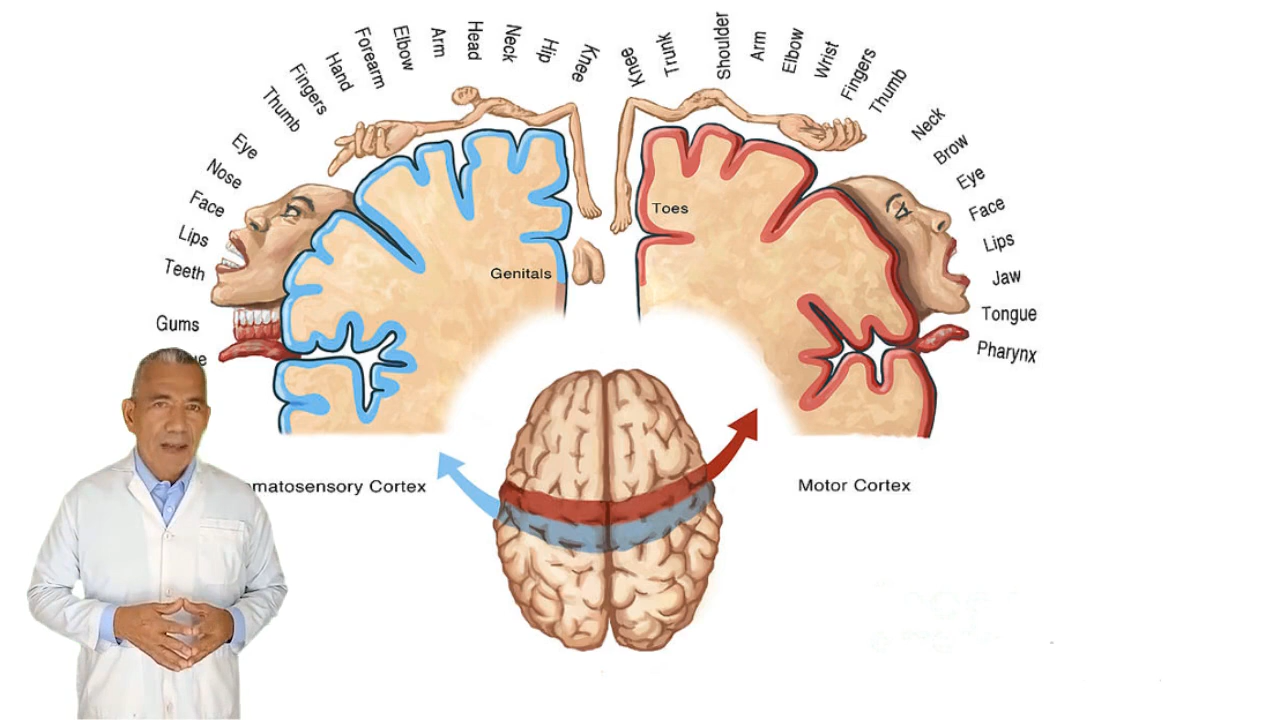 Gums
Teeth
Lips
Face
Nose
Eye
Thumb
Fingers
Hand
Forearm
Elbow
Arm
Head
Neck
Hip
Knee
Knee
Trunk
Shoulder
Arm
Elbow
Wrist
Fingers
Thumb
Neck
Brow
Eye
Face
Lips
Jaw
Tongue
Pharynx
Toes
Genitals
matosensory Cortex
Motor Cortex